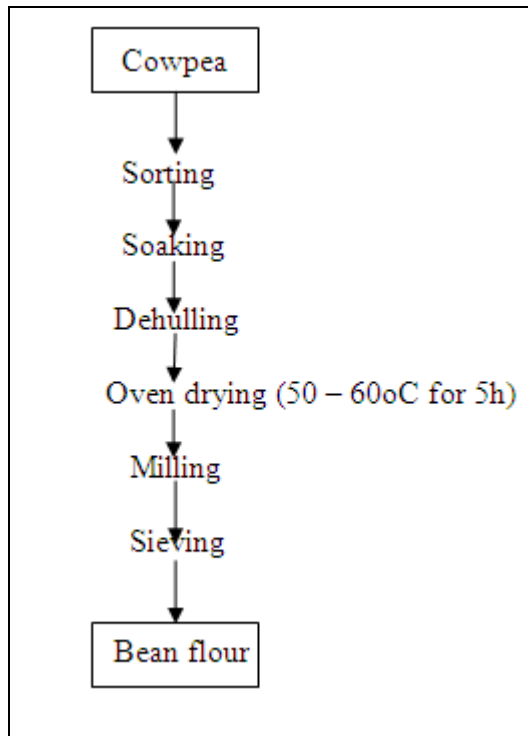 Cowpea
Sorting
Soaking
Dehulling
Oven drying (50 – 60oC for 5h)
Milling
Sieving
Bean flour